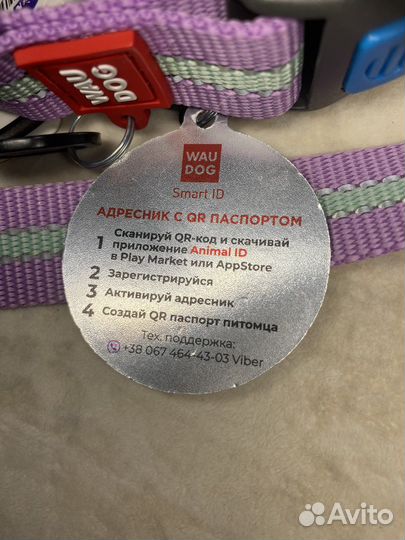 WAU
DOG
WAU
DOG
Smart ID
АДРЕСНИК С QR ПАСПОРТОМ
1 Сканируй QR-код и скачивай
приложение Animal ID
в Play Market или AppStore
2 Зарегистрируйся
3 Активируй адресник
4 Создай QR паспорт питомца
Тех. поддержка:
+38 067 464-43-03 Viber
Avito